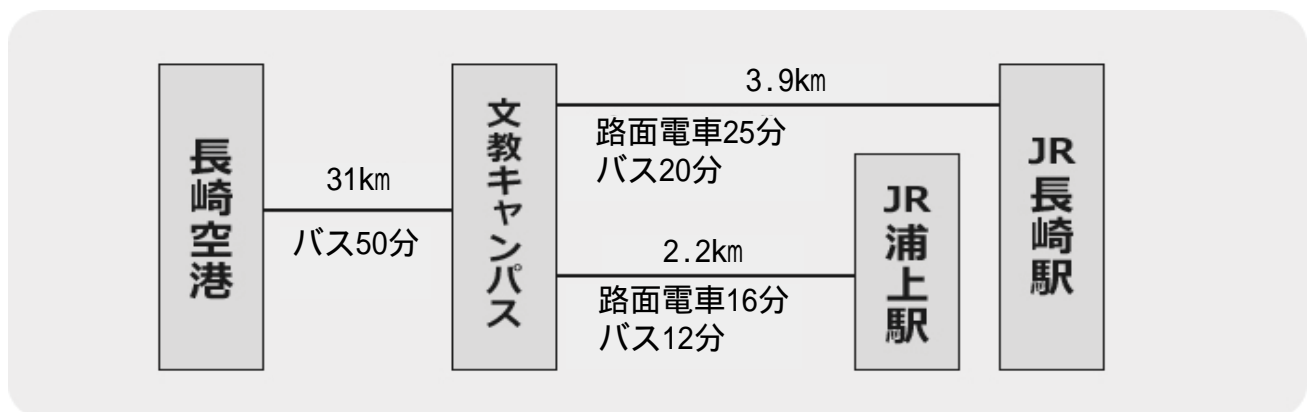 長崎空港
31km
バス50分
文教キャンパス
3.9km
路面電車25分
バス20分
2.2km
路面電車16分
バス12分
JR浦上駅
JR長崎駅